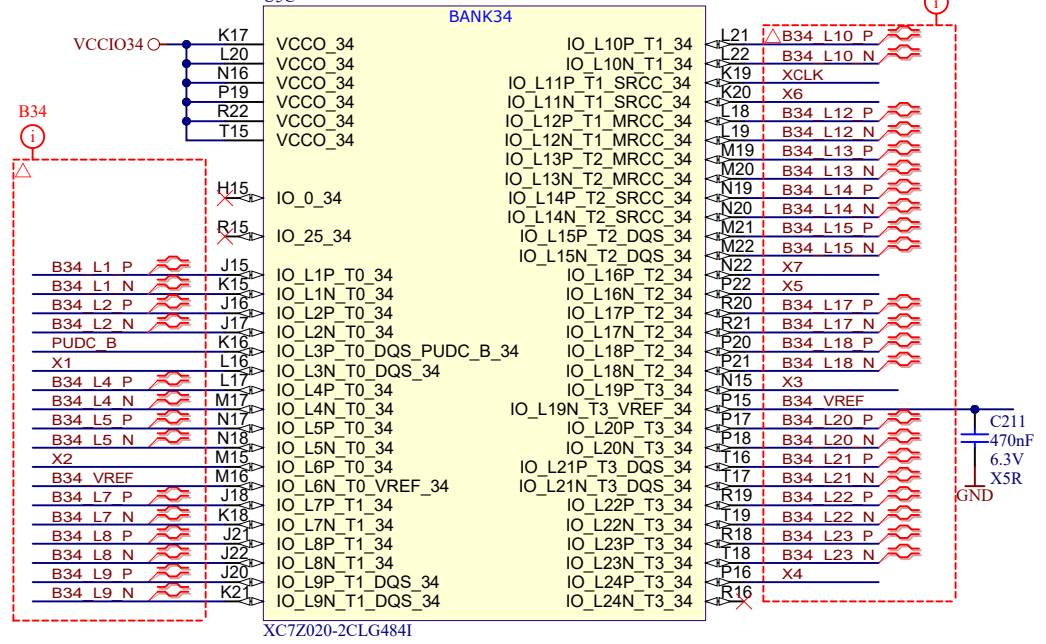 U3C
BANK34
VCCIO34
K17 VCCO_34
L20 VCCO_34
N16 VCCO_34
P19 VCCO_34
R22 VCCO_34
T15 VCCO_34
B34
i
H15 IO_0_34
R15 IO_25_34
B34_L1_P J15 IO_L1P_T0_34
B34_L1_N K15 IO_L1N_T0_34
B34_L2_P J16 IO_L2P_T0_34
B34_L2_N J17 IO_L2N_T0_34
PUDC_B K16 IO_L3P_T0_DQS_PUDC_B_34
X1 L16 IO_L3N_T0_DQS_34
B34_L4_P L17 IO_L4P_T0_34
B34_L4_N M17 IO_L4N_T0_34
B34_L5_P N17 IO_L5P_T0_34
B34_L5_N N18 IO_L5N_T0_34
X2 M15 IO_L6P_T0_34
B34_VREF M16 IO_L6N_T0_VREF_34
B34_L7_P J18 IO_L7P_T1_34
B34_L7_N K18 IO_L7N_T1_34
B34_L8_P J21 IO_L8P_T1_34
B34_L8_N J22 IO_L8N_T1_34
B34_L9_P J20 IO_L9P_T1_DQS_34
B34_L9_N K21 IO_L9N_T1_DQS_34
i
IO_L10P_T1_34 L21 B34_L10_P
IO_L10N_T1_34 L22 B34_L10_N
IO_L11P_T1_SRCC_34 K19 XCLK
IO_L11N_T1_SRCC_34 K20 X6
IO_L12P_T1_MRCC_34 L18 B34_L12_P
IO_L12N_T1_MRCC_34 L19 B34_L12_N
IO_L13P_T2_MRCC_34 M19 B34_L13_P
IO_L13N_T2_MRCC_34 M20 B34_L13_N
IO_L14P_T2_SRCC_34 N19 B34_L14_P
IO_L14N_T2_SRCC_34 N20 B34_L14_N
IO_L15P_T2_DQS_34 M21 B34_L15_P
IO_L15N_T2_DQS_34 M22 B34_L15_N
IO_L16P_T2_34 N22 X7
IO_L16N_T2_34 P22 X5
IO_L17P_T2_34 R20 B34_L17_P
IO_L17N_T2_34 R21 B34_L17_N
IO_L18P_T2_34 P20 B34_L18_P
IO_L18N_T2_34 P21 B34_L18_N
IO_L19P_T3_34 N15 X3
IO_L19N_T3_VREF_34 P15 B34_VREF
IO_L20P_T3_34 P17 B34_L20_P
IO_L20N_T3_34 P18 B34_L20_N
IO_L21P_T3_DQS_34 T16 B34_L21_P
IO_L21N_T3_DQS_34 T17 B34_L21_N
IO_L22P_T3_34 R19 B34_L22_P
IO_L22N_T3_34 T19 B34_L22_N
IO_L23P_T3_34 R18 B34_L23_P
IO_L23N_T3_34 T18 B34_L23_N
IO_L24P_T3_34 P16 X4
IO_L24N_T3_34 R16
C211
470nF
6.3V
X5R
GND
XC7Z020-2CLG484I